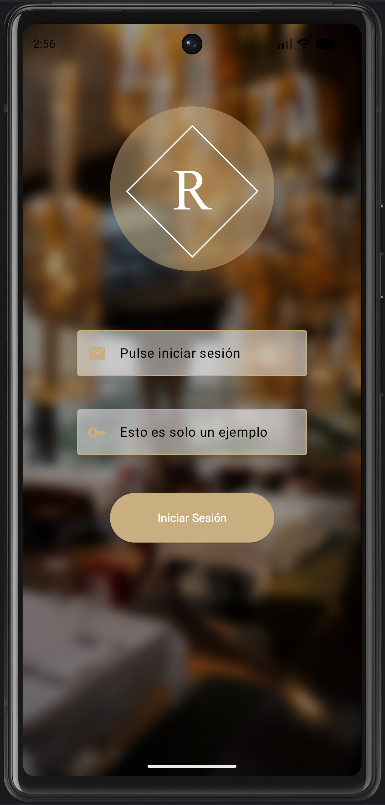 2:56
R
Pulse iniciar sesión
Esto es solo un ejemplo
Iniciar Sesión